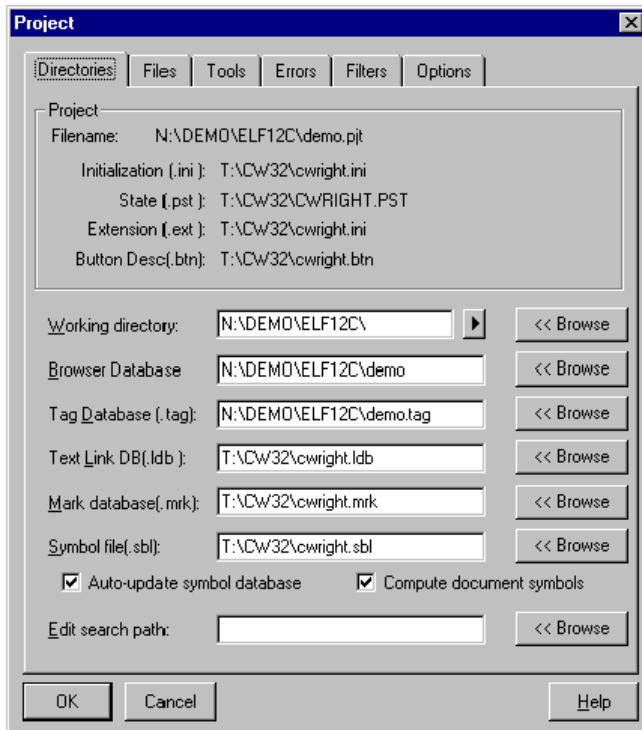 Project
Directories Files Tools Errors Filters Options
Project
Filename: N:\DEMO\ELF12C\demo.pjt
Initialization (.ini ): T:\CW32\cwright.ini
State (.pst ): T:\CW32\CWRIGHT.PST
Extension (.ext ): T:\CW32\cwright.ini
Button Desc(.btn): T:\CW32\cwright.btn
Working directory: N:\DEMO\ELF12C\ << Browse
Browser Database N:\DEMO\ELF12C\demo << Browse
Tag Database (.tag): N:\DEMO\ELF12C\demo.tag << Browse
Text Link DB(.ldb ): T:\CW32\cwright.ldb << Browse
Mark database(.mrk): T:\CW32\cwright.mrk << Browse
Symbol file(.sbl): T:\CW32\cwright.sbl << Browse
Auto-update symbol database Compute document symbols
Edit search path: << Browse
OK Cancel Help